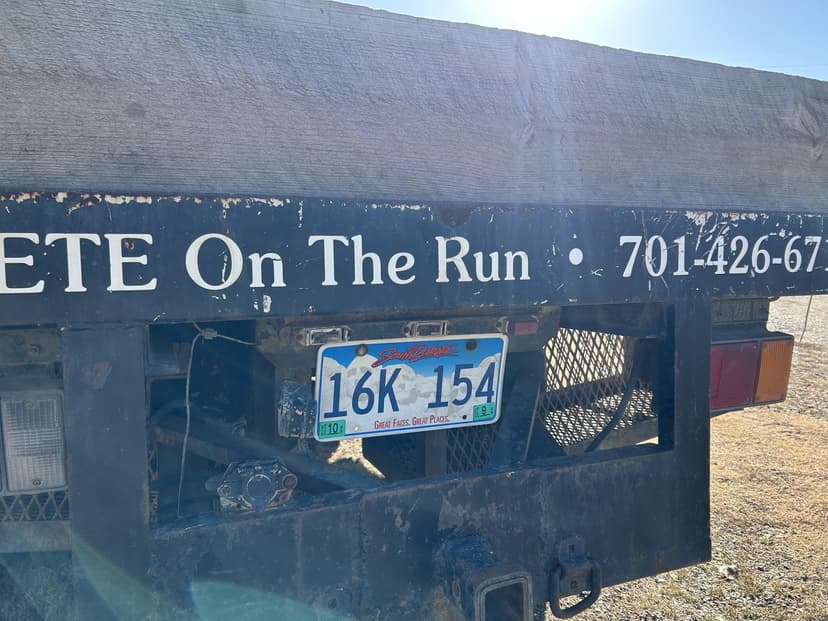 ETE On The Run • 701-426-67
South Dakota
16K 154
GREAT FACES. GREAT PLACES.
10
9